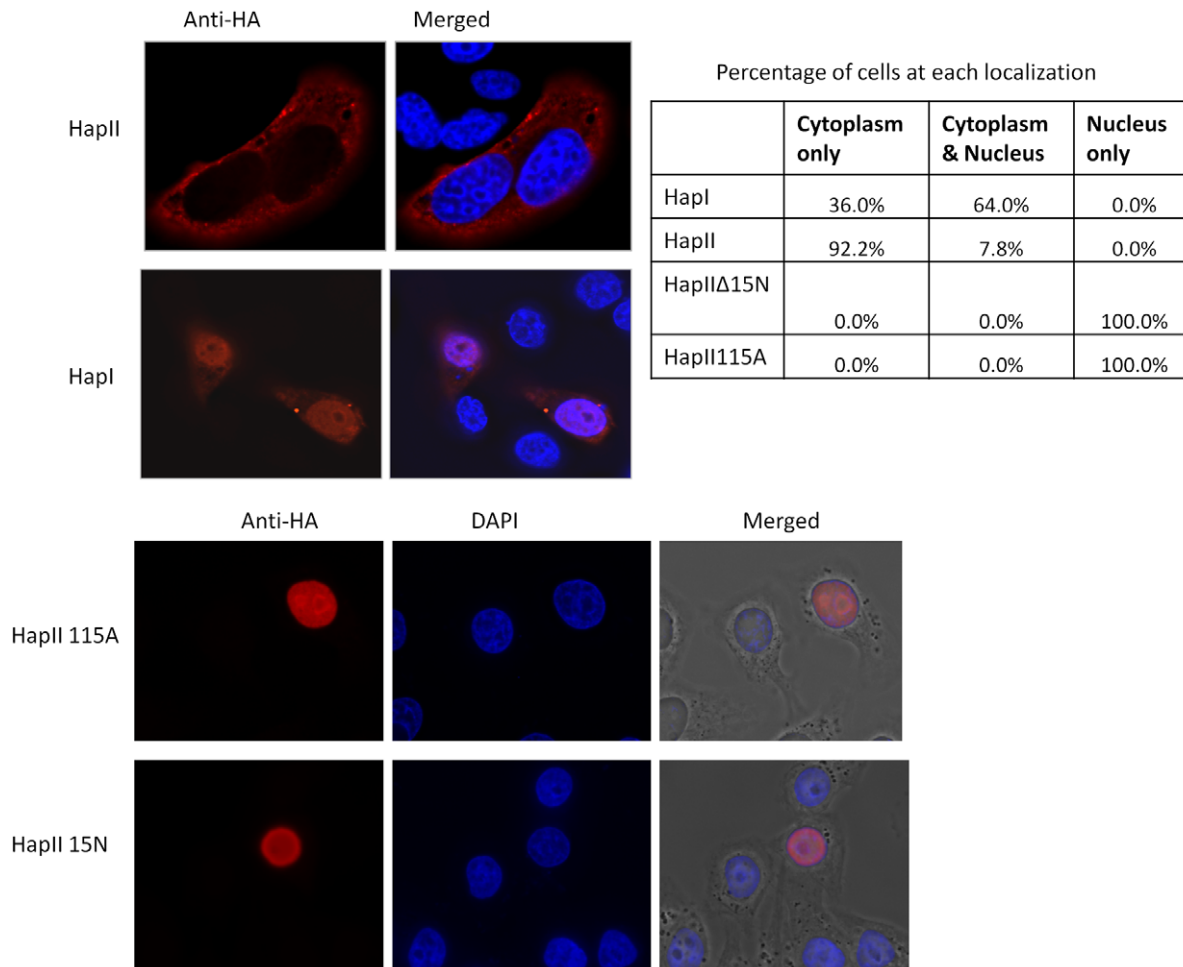 Anti-HA Merged
HapII
HapI
Percentage of cells at each localization
Cytoplasm only Cytoplasm & Nucleus Nucleus only
HapI 36.0% 64.0% 0.0%
HapII 92.2% 7.8% 0.0%
HapIIΔ15N 0.0% 0.0% 100.0%
HapII115A 0.0% 0.0% 100.0%
Anti-HA DAPI Merged
HapII 115A
HapII 15N